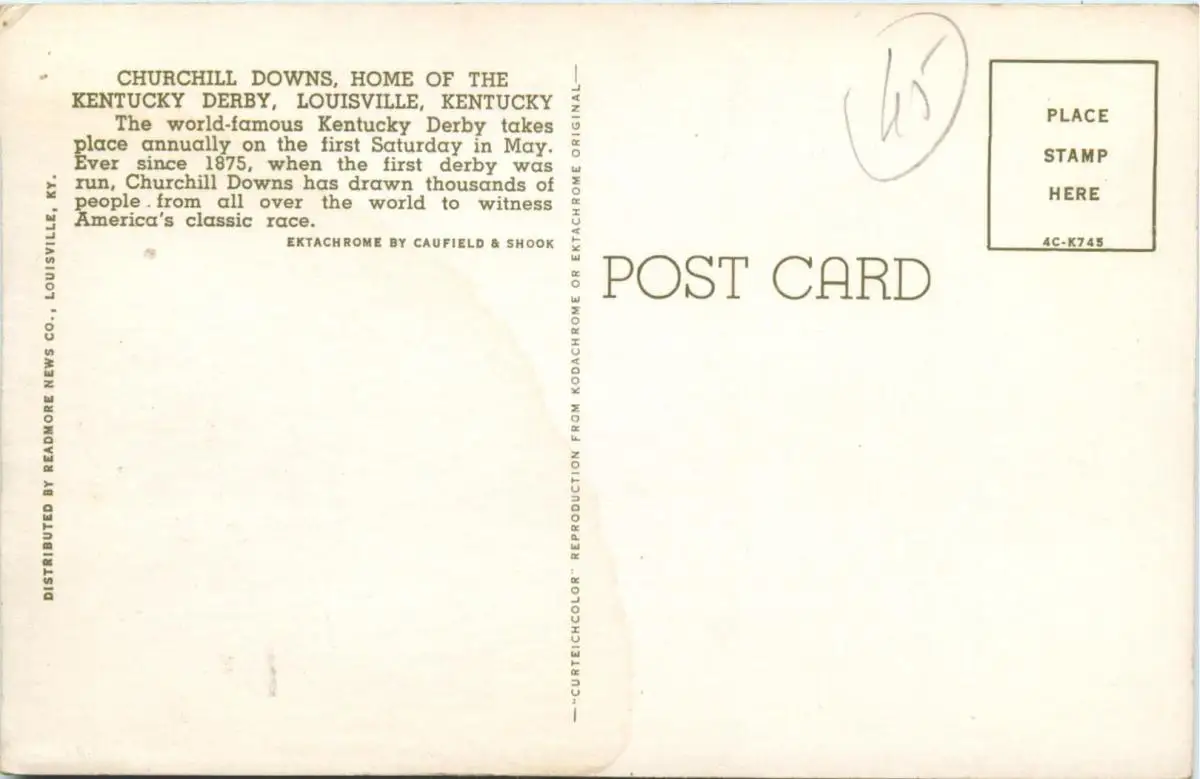 CHURCHILL DOWNS, HOME OF THE
KENTUCKY DERBY, LOUISVILLE, KENTUCKY
The world-famous Kentucky Derby takes
place annually on the first Saturday in May.
Ever since 1875, when the first derby was
run, Churchill Downs has drawn thousands of
people from all over the world to witness
America's classic race.
EKTACHROME BY CAUFIELD & SHOOK
DISTRIBUTED BY READMORE NEWS CO., LOUISVILLE, KY.
—"CURTEICHCOLOR" REPRODUCTION FROM KODACHROME OR EKTACHROME ORIGINAL—
POST CARD
45
PLACE
STAMP
HERE
4C-K745